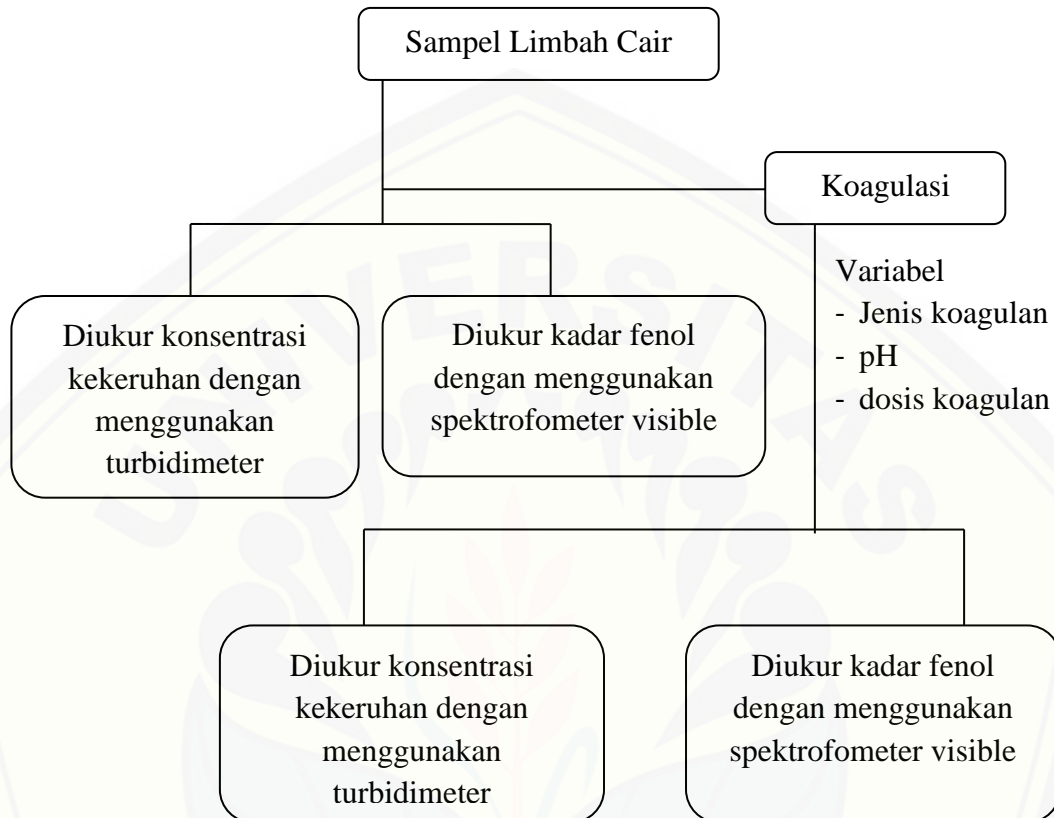 Sampel Limbah Cair
Koagulasi
Variabel
- Jenis koagulan
- pH
- dosis koagulan
Diukur konsentrasi
kekeruhan dengan
menggunakan
turbidimeter
Diukur kadar fenol
dengan menggunakan
spektrofometer visible
Diukur konsentrasi
kekeruhan dengan
menggunakan
turbidimeter
Diukur kadar fenol
dengan menggunakan
spektrofometer visible
UNIVERSITAS